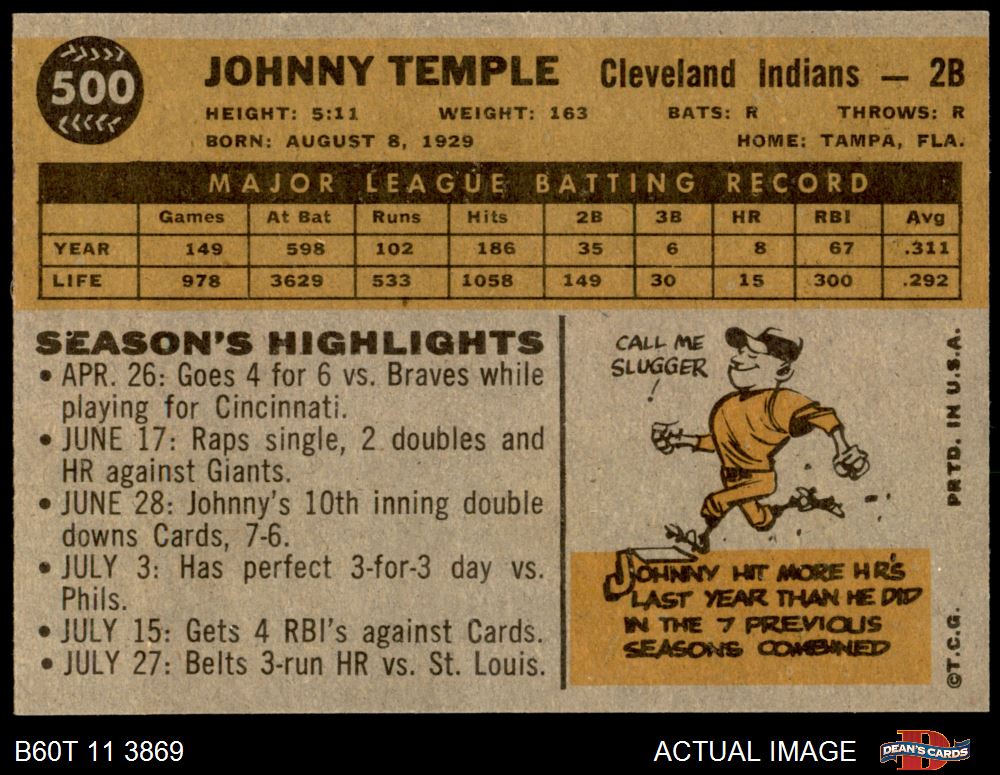 500
JOHNNY TEMPLE Cleveland Indians — 2B
HEIGHT: 5:11 WEIGHT: 163 BATS: R THROWS: R
BORN: AUGUST 8, 1929 HOME: TAMPA, FLA.
MAJOR LEAGUE BATTING RECORD
Games At Bat Runs Hits 2B 3B HR RBI Avg
YEAR 149 598 102 186 35 6 8 67 .311
LIFE 978 3629 533 1058 149 30 15 300 .292
SEASON'S HIGHLIGHTS
• APR. 26: Goes 4 for 6 vs. Braves while
playing for Cincinnati.
• JUNE 17: Raps single, 2 doubles and
HR against Giants.
• JUNE 28: Johnny's 10th inning double
downs Cards, 7-6.
• JULY 3: Has perfect 3-for-3 day vs.
Phils.
• JULY 15: Gets 4 RBI's against Cards.
• JULY 27: Belts 3-run HR vs. St. Louis.
CALL ME
SLUGGER
!
JOHNNY HIT MORE HR'S
LAST YEAR THAN HE DID
IN THE 7 PREVIOUS
SEASONS COMBINED
©T.C.G. PRTD. IN U.S.A.
B60T 11 3869 ACTUAL IMAGE DEAN'S CARDS